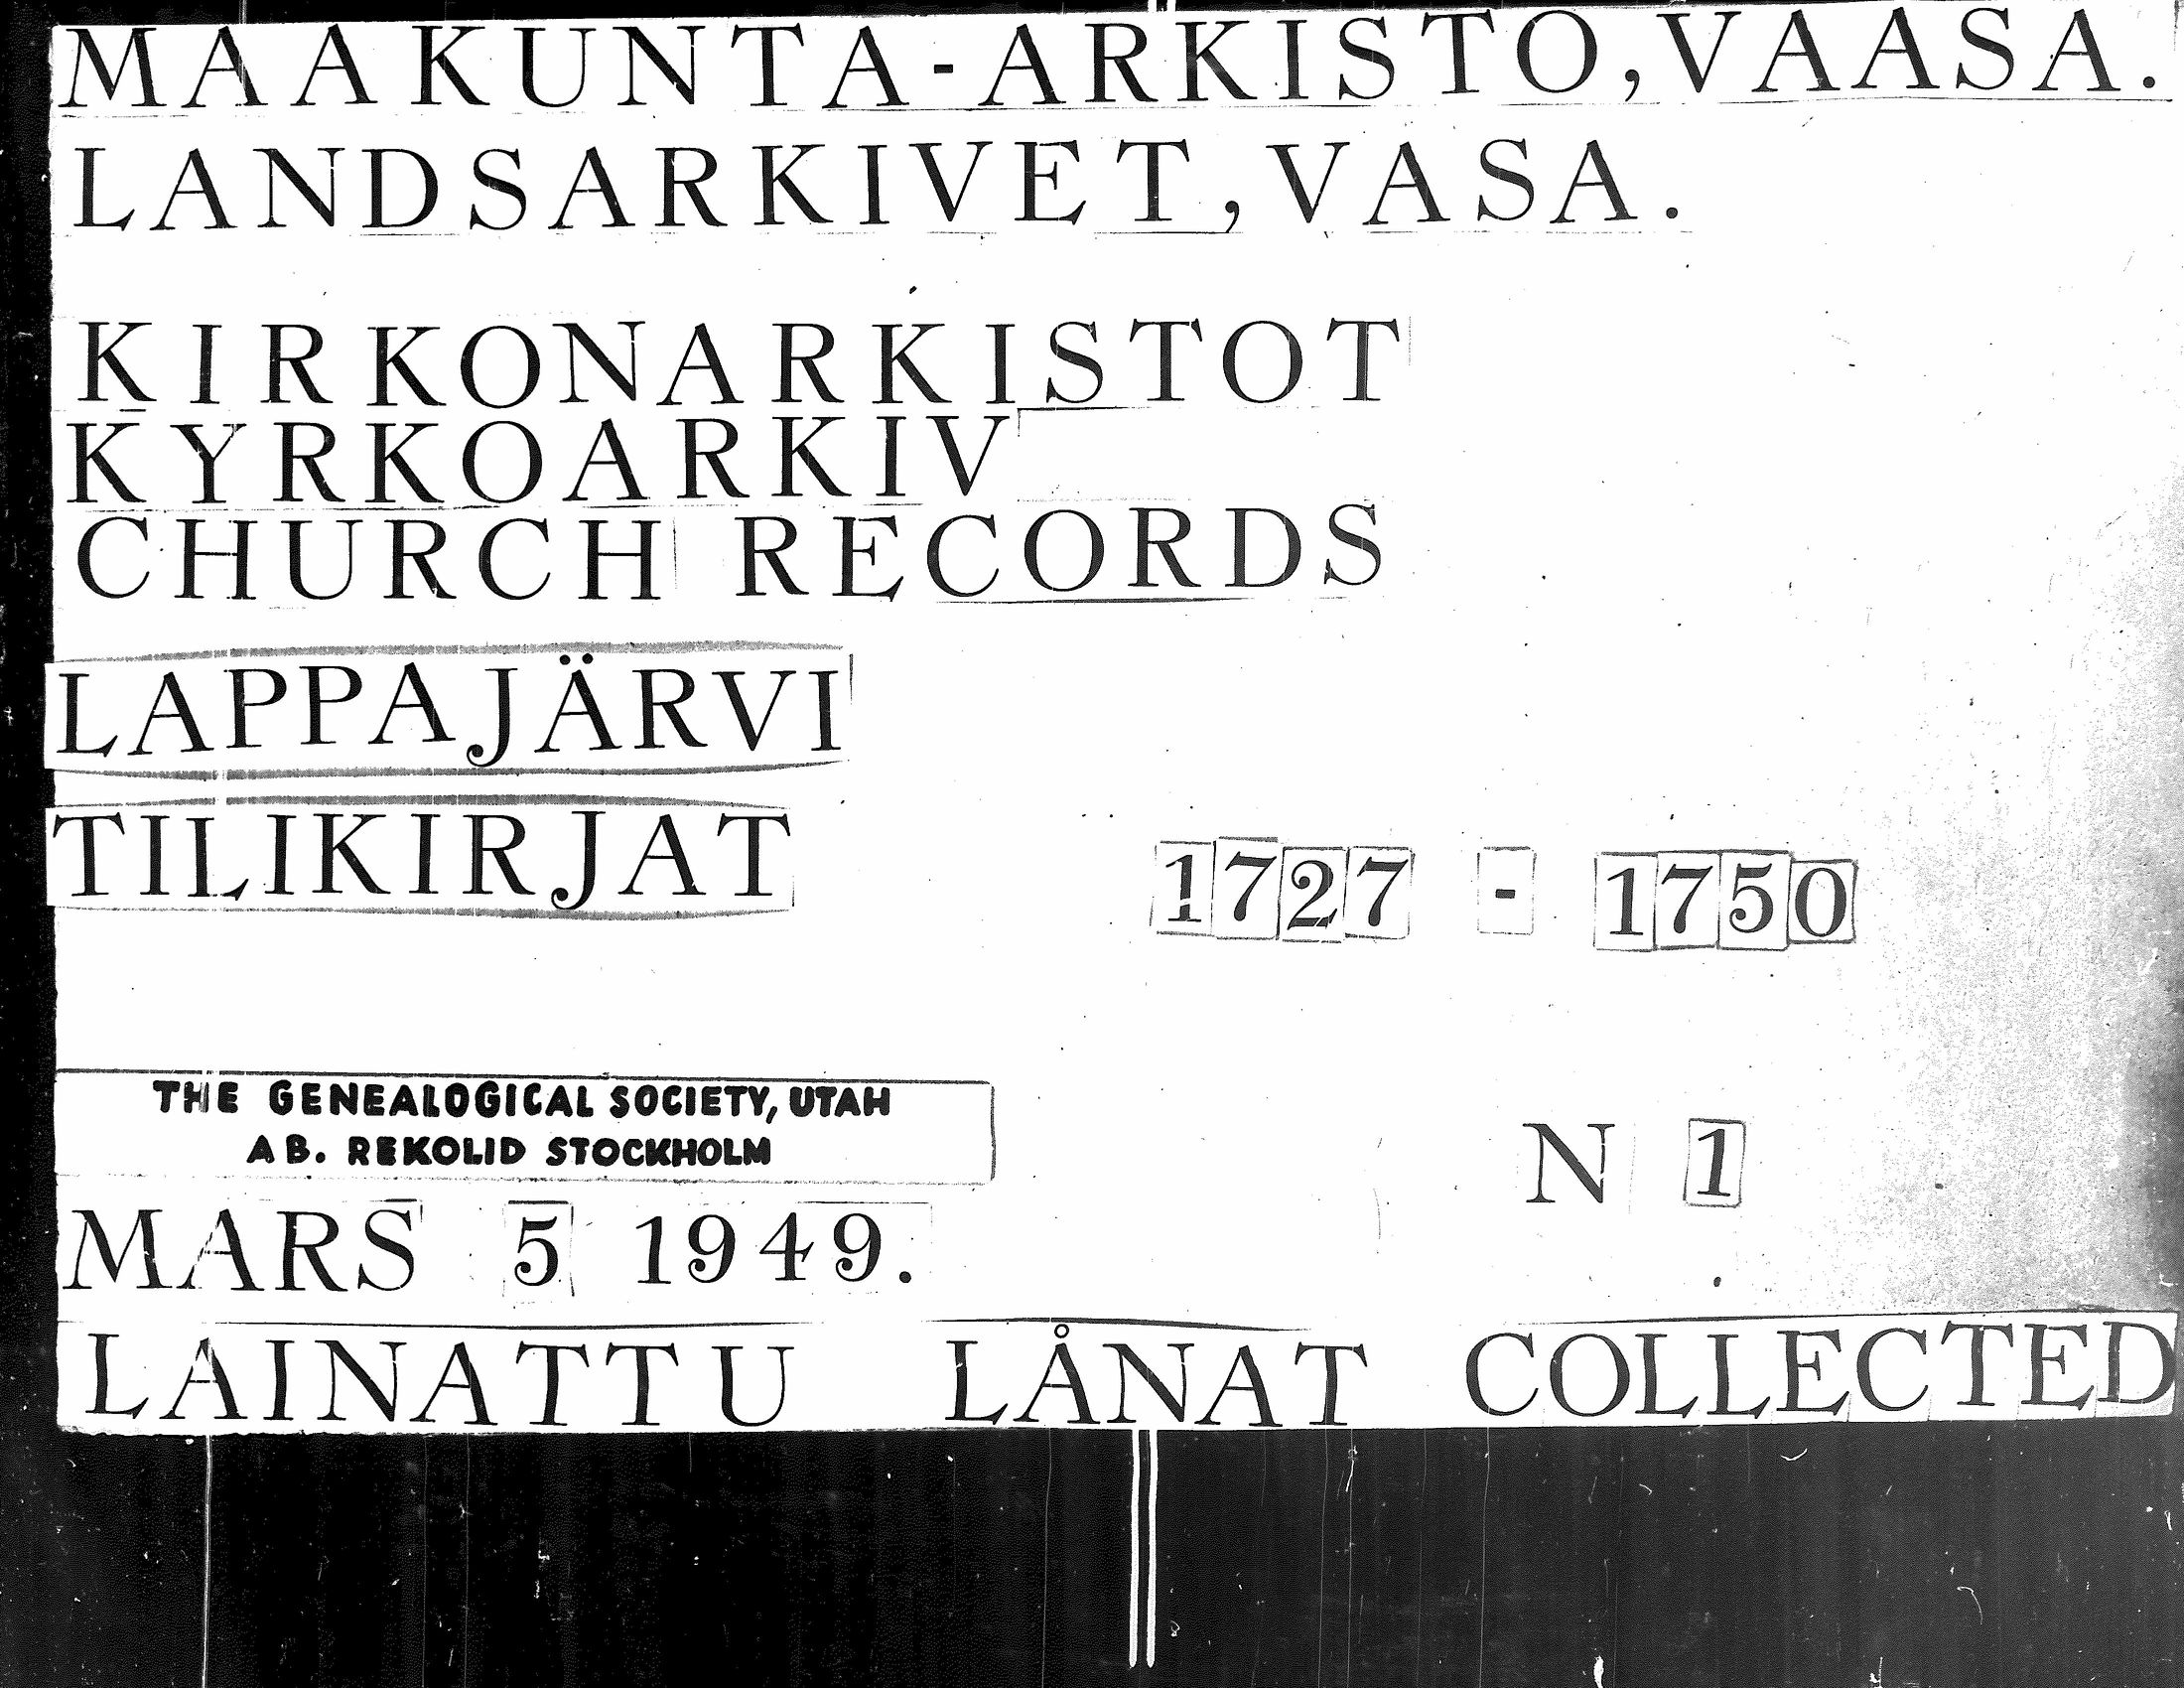 MAAKUNTA-ARKISTO, VAASA.
LANDSARKIVET, VASA.
KIRKONARKISTOT
KYRKOARKIV
CHURCH RECORDS
LAPPAJÄRVI
TILIKIRJAT 1727 - 1750
THE GENEALOGICAL SOCIETY, UTAH
AB. REKOLID STOCKHOLM
N 1
MARS 5 1949.
LAINATTU LÅNAT COLLECTED